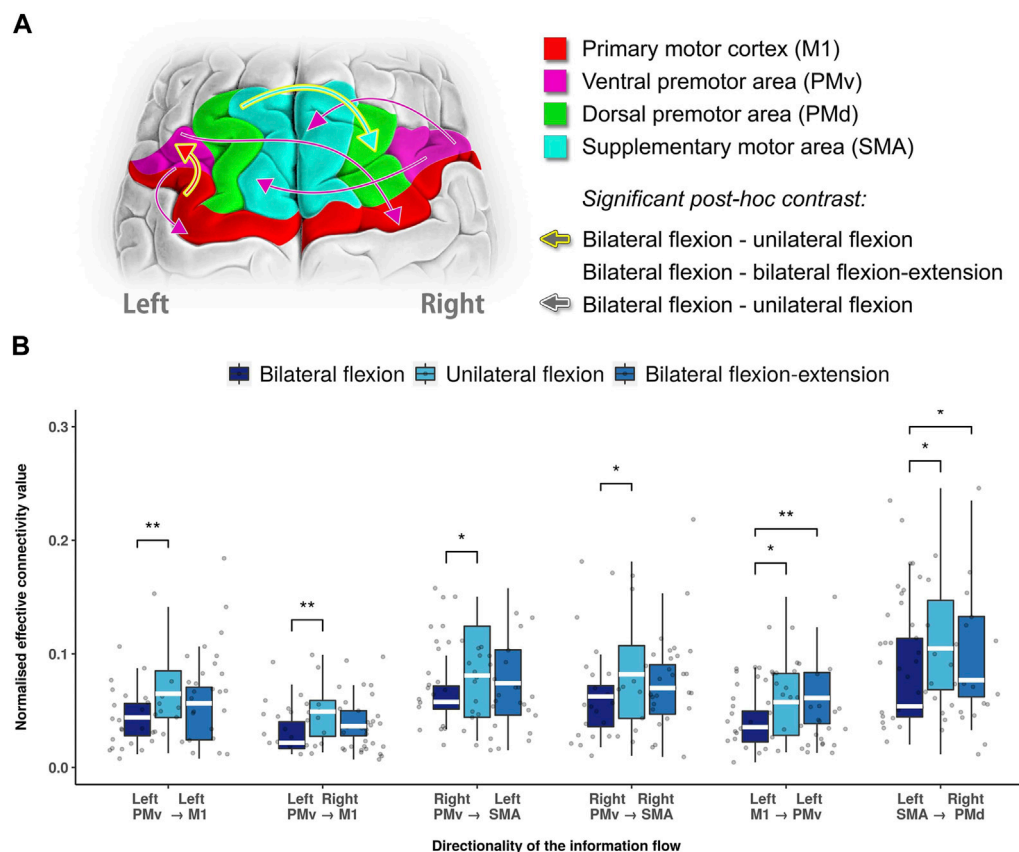 A
Primary motor cortex (M1)
Ventral premotor area (PMv)
Dorsal premotor area (PMd)
Supplementary motor area (SMA)
Significant post-hoc contrast:
Bilateral flexion - unilateral flexion
Bilateral flexion - bilateral flexion-extension
Bilateral flexion - unilateral flexion
Left
Right
B
Bilateral flexion
Unilateral flexion
Bilateral flexion-extension
Normalised effective connectivity value
0.3
0.2
0.1
0.0
**
**
*
*
*
**
*
*
Left Left
PMv → M1
Left Right
PMv → M1
Right Left
PMv → SMA
Right Right
PMv → SMA
Left Left
M1 → PMv
Left Right
SMA → PMd
Directionality of the information flow